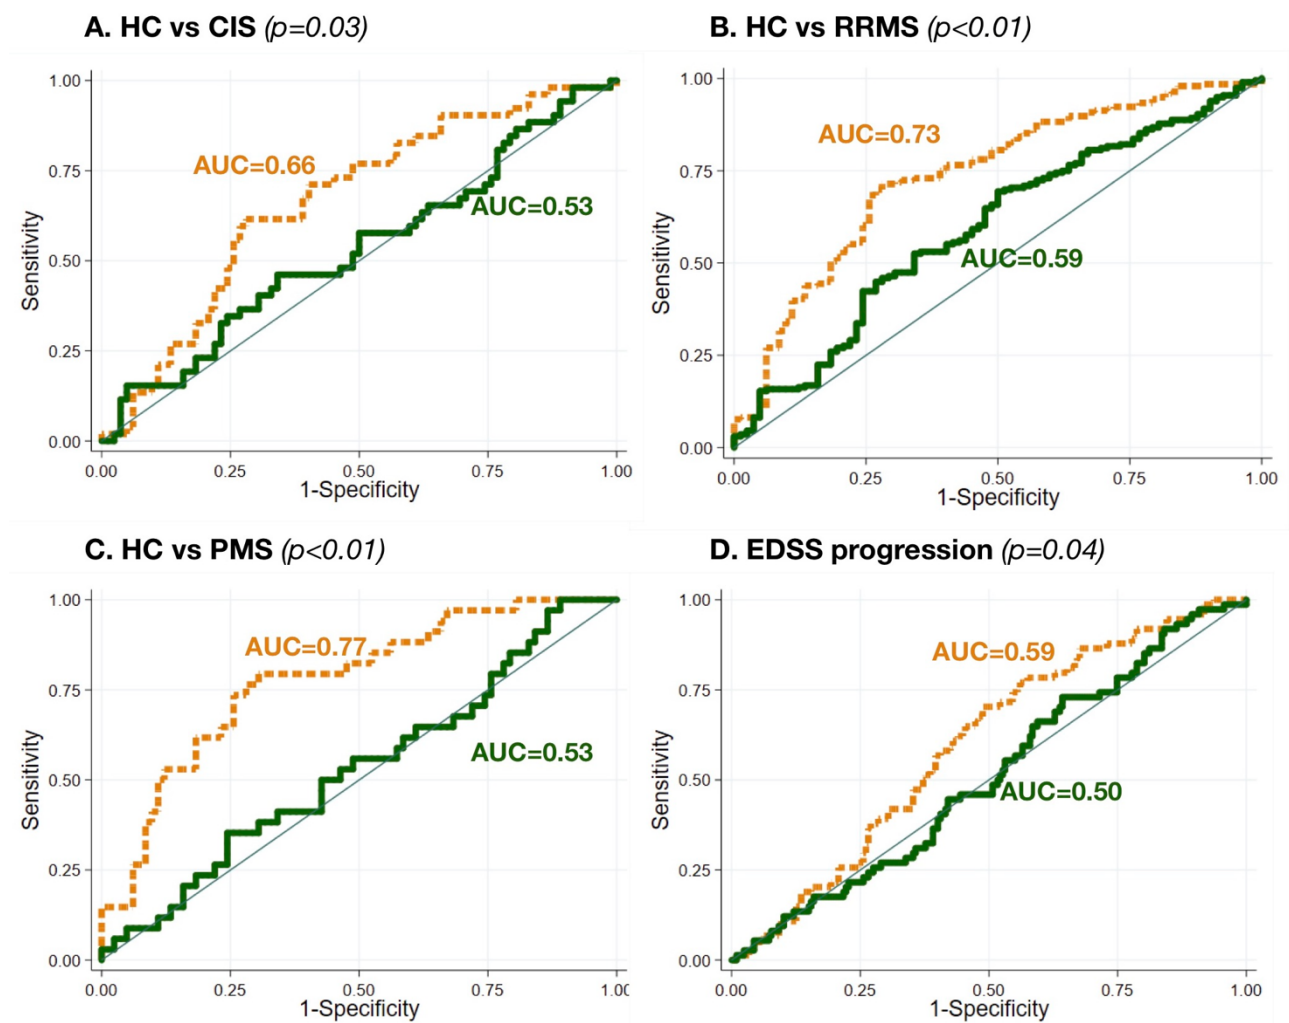 A. HC vs CIS (p=0.03)
1.00
0.75
0.50
0.25
0.00
Sensitivity
AUC=0.66
AUC=0.53
0.00 0.25 0.50 0.75 1.00
1-Specificity
B. HC vs RRMS (p<0.01)
1.00
0.75
0.50
0.25
0.00
Sensitivity
AUC=0.73
AUC=0.59
0.00 0.25 0.50 0.75 1.00
1-Specificity
C. HC vs PMS (p<0.01)
1.00
0.75
0.50
0.25
0.00
Sensitivity
AUC=0.77
AUC=0.53
0.00 0.25 0.50 0.75 1.00
1-Specificity
D. EDSS progression (p=0.04)
1.00
0.75
0.50
0.25
0.00
Sensitivity
AUC=0.59
AUC=0.50
0.00 0.25 0.50 0.75 1.00
1-Specificity